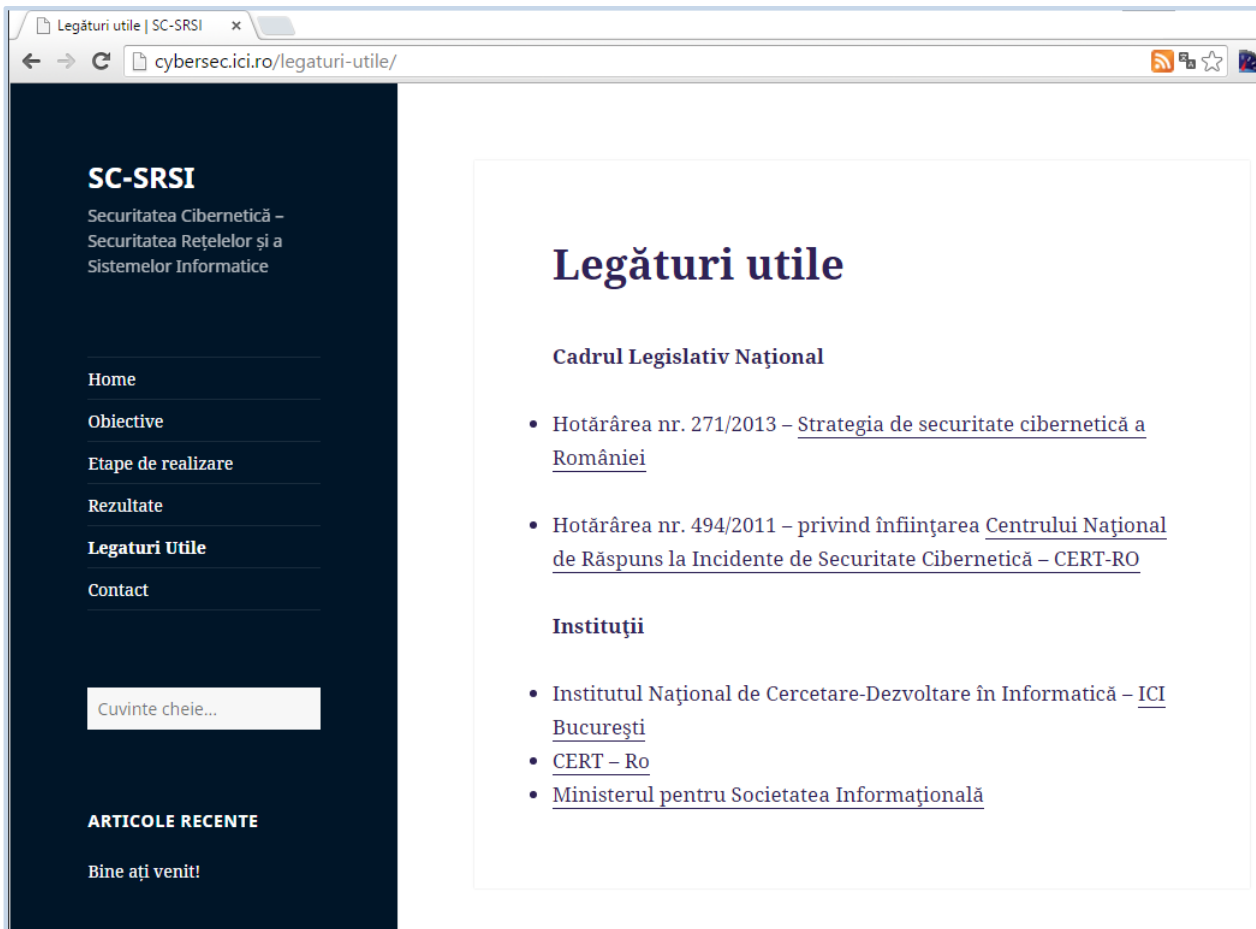 Legături utile | SC-SRSI
cybersec.ici.ro/legaturi-utile/
SC-SRSI
Securitatea Cibernetică –
Securitatea Rețelelor și a
Sistemelor Informatice
Home
Obiective
Etape de realizare
Rezultate
Legaturi Utile
Contact
Cuvinte cheie...
ARTICOLE RECENTE
Bine ați venit!
Legături utile
Cadrul Legislativ Naţional
Hotărârea nr. 271/2013 – Strategia de securitate cibernetică a
României
Hotărârea nr. 494/2011 – privind înfiinţarea Centrului Naţional
de Răspuns la Incidente de Securitate Cibernetică – CERT-RO
Instituţii
Institutul Naţional de Cercetare-Dezvoltare în Informatică – ICI
Bucureşti
CERT – Ro
Ministerul pentru Societatea Informaţională